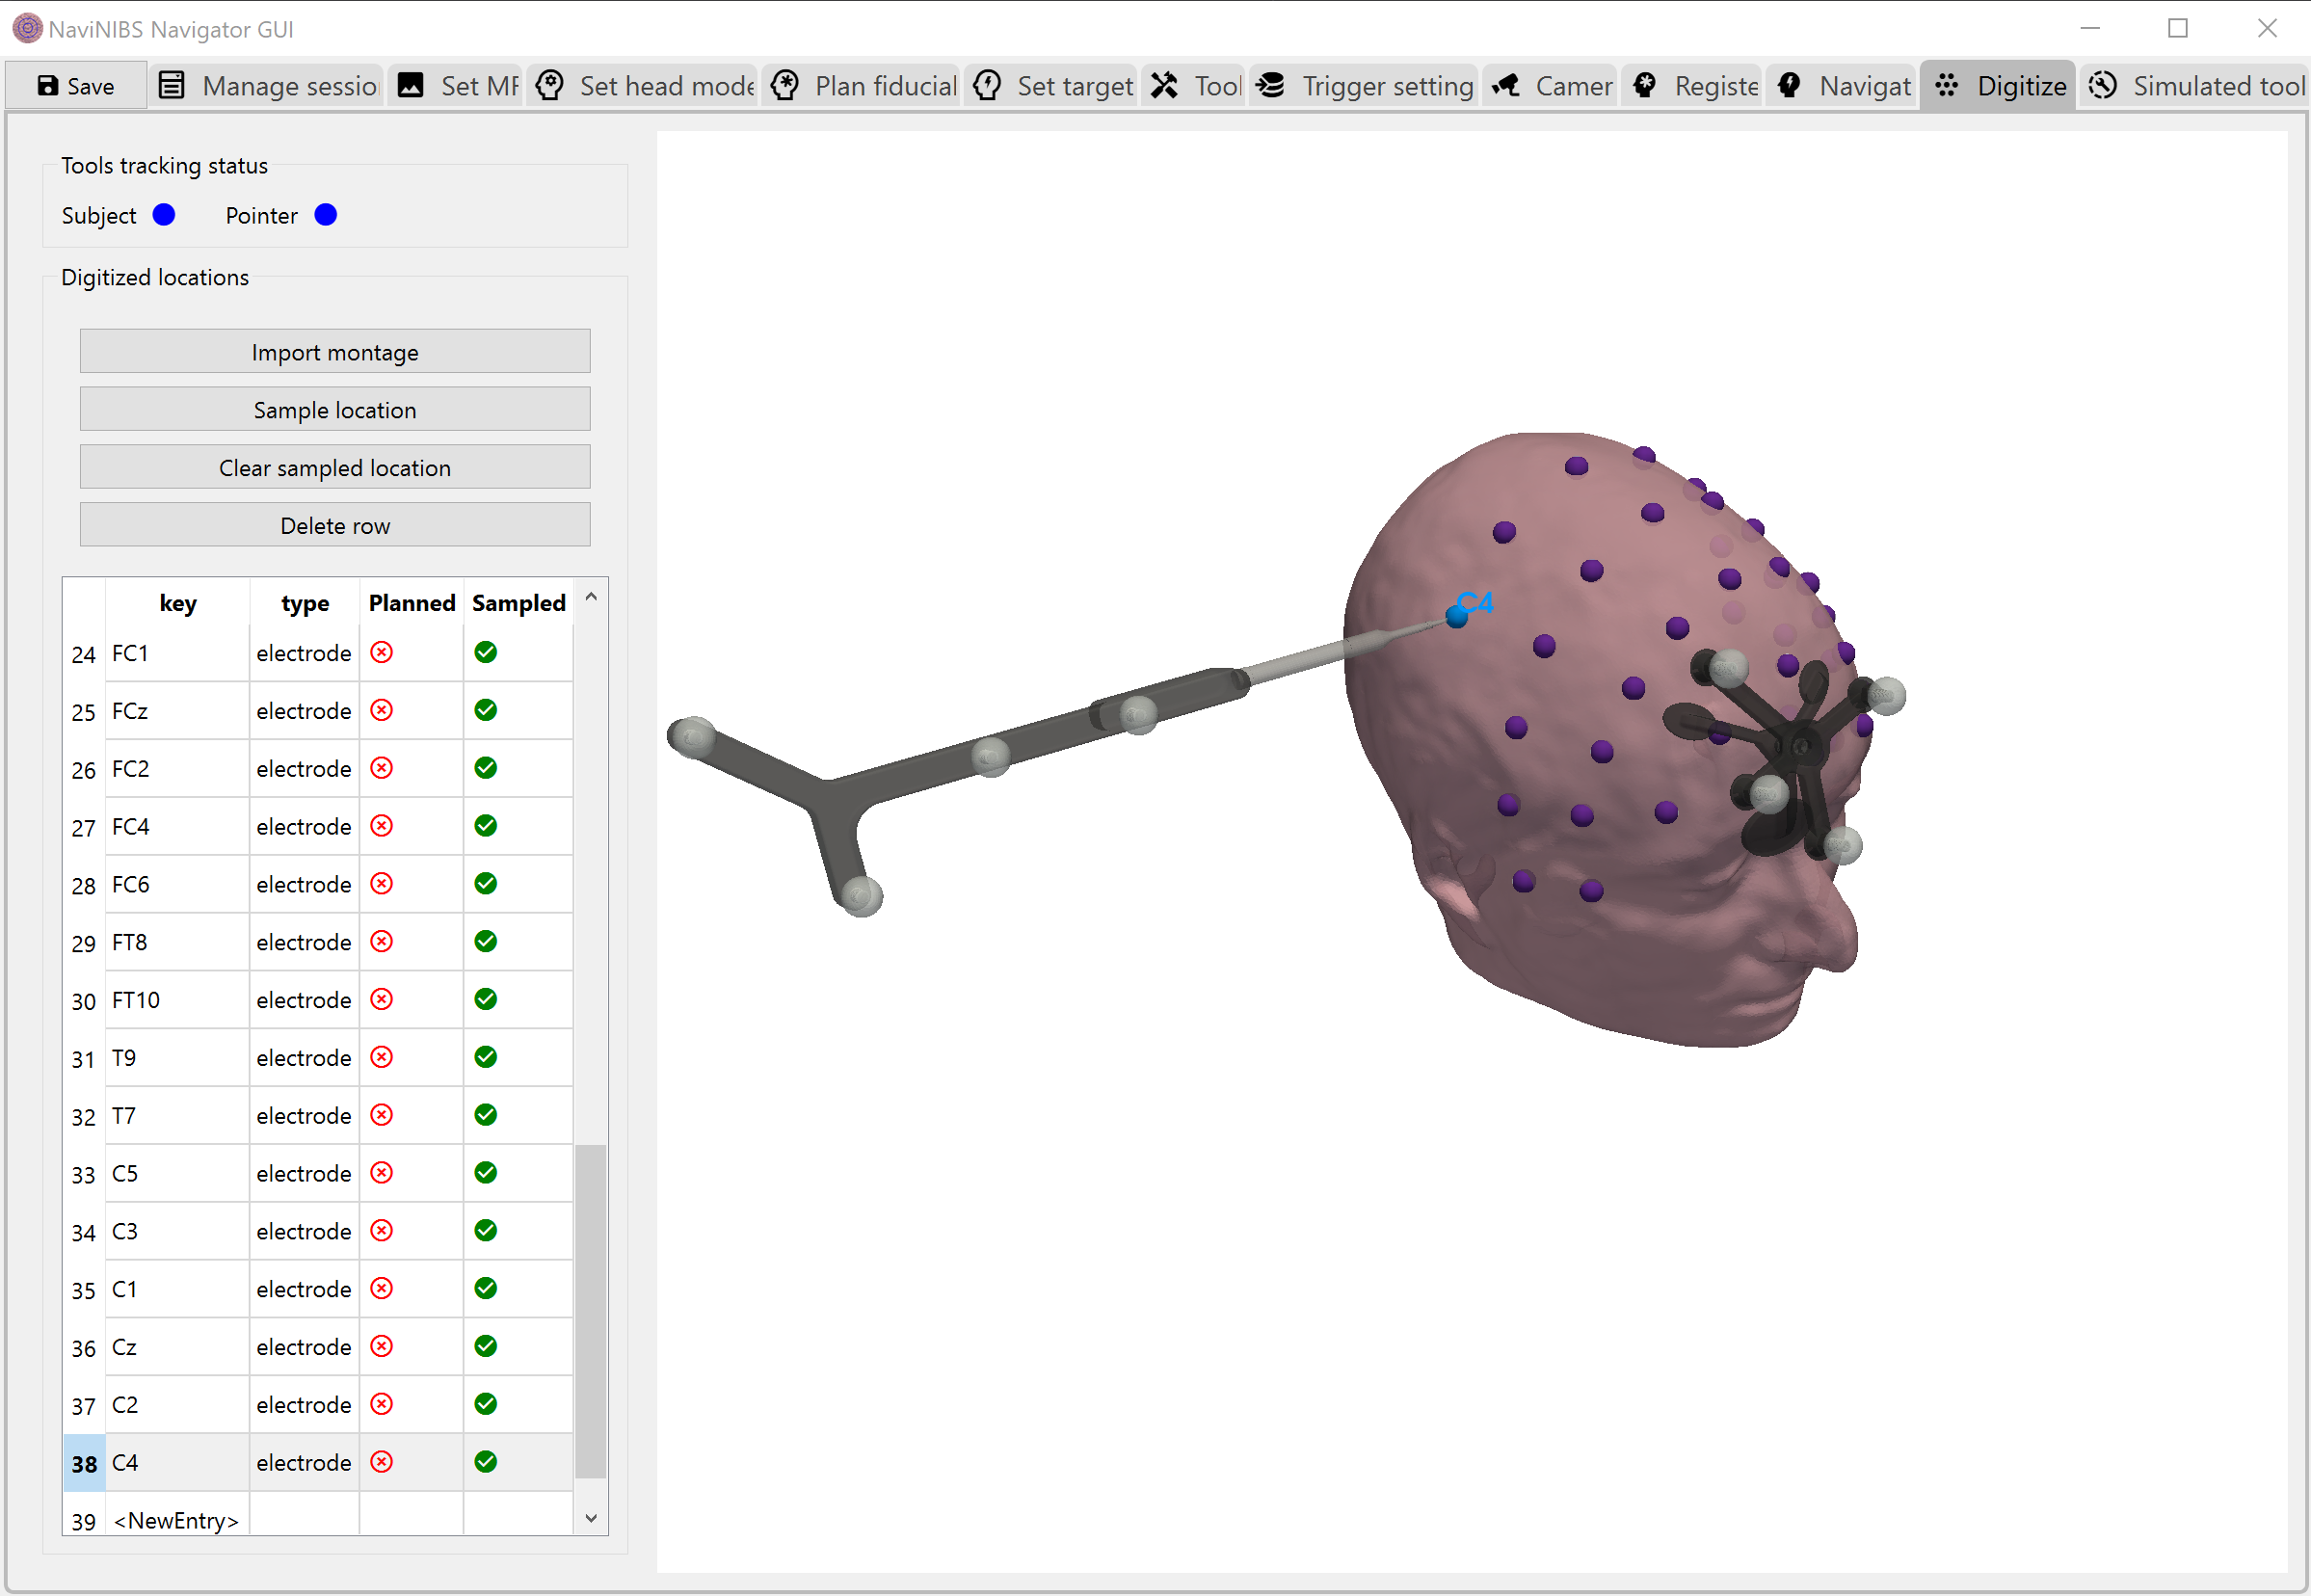 NaviNIBS Navigator GUI
Save Manage sessio Set MF Set head mode Plan fiducial Set target Tool Trigger setting Camer Registe Navigat Digitize Simulated tool
Tools tracking status
Subject Pointer
Digitized locations
Import montage
Sample location
Clear sampled location
Delete row
key type Planned Sampled
24 FC1 electrode
25 FCz electrode
26 FC2 electrode
27 FC4 electrode
28 FC6 electrode
29 FT8 electrode
30 FT10 electrode
31 T9 electrode
32 T7 electrode
33 C5 electrode
34 C3 electrode
35 C1 electrode
36 Cz electrode
37 C2 electrode
38 C4 electrode
39 <NewEntry>
C4